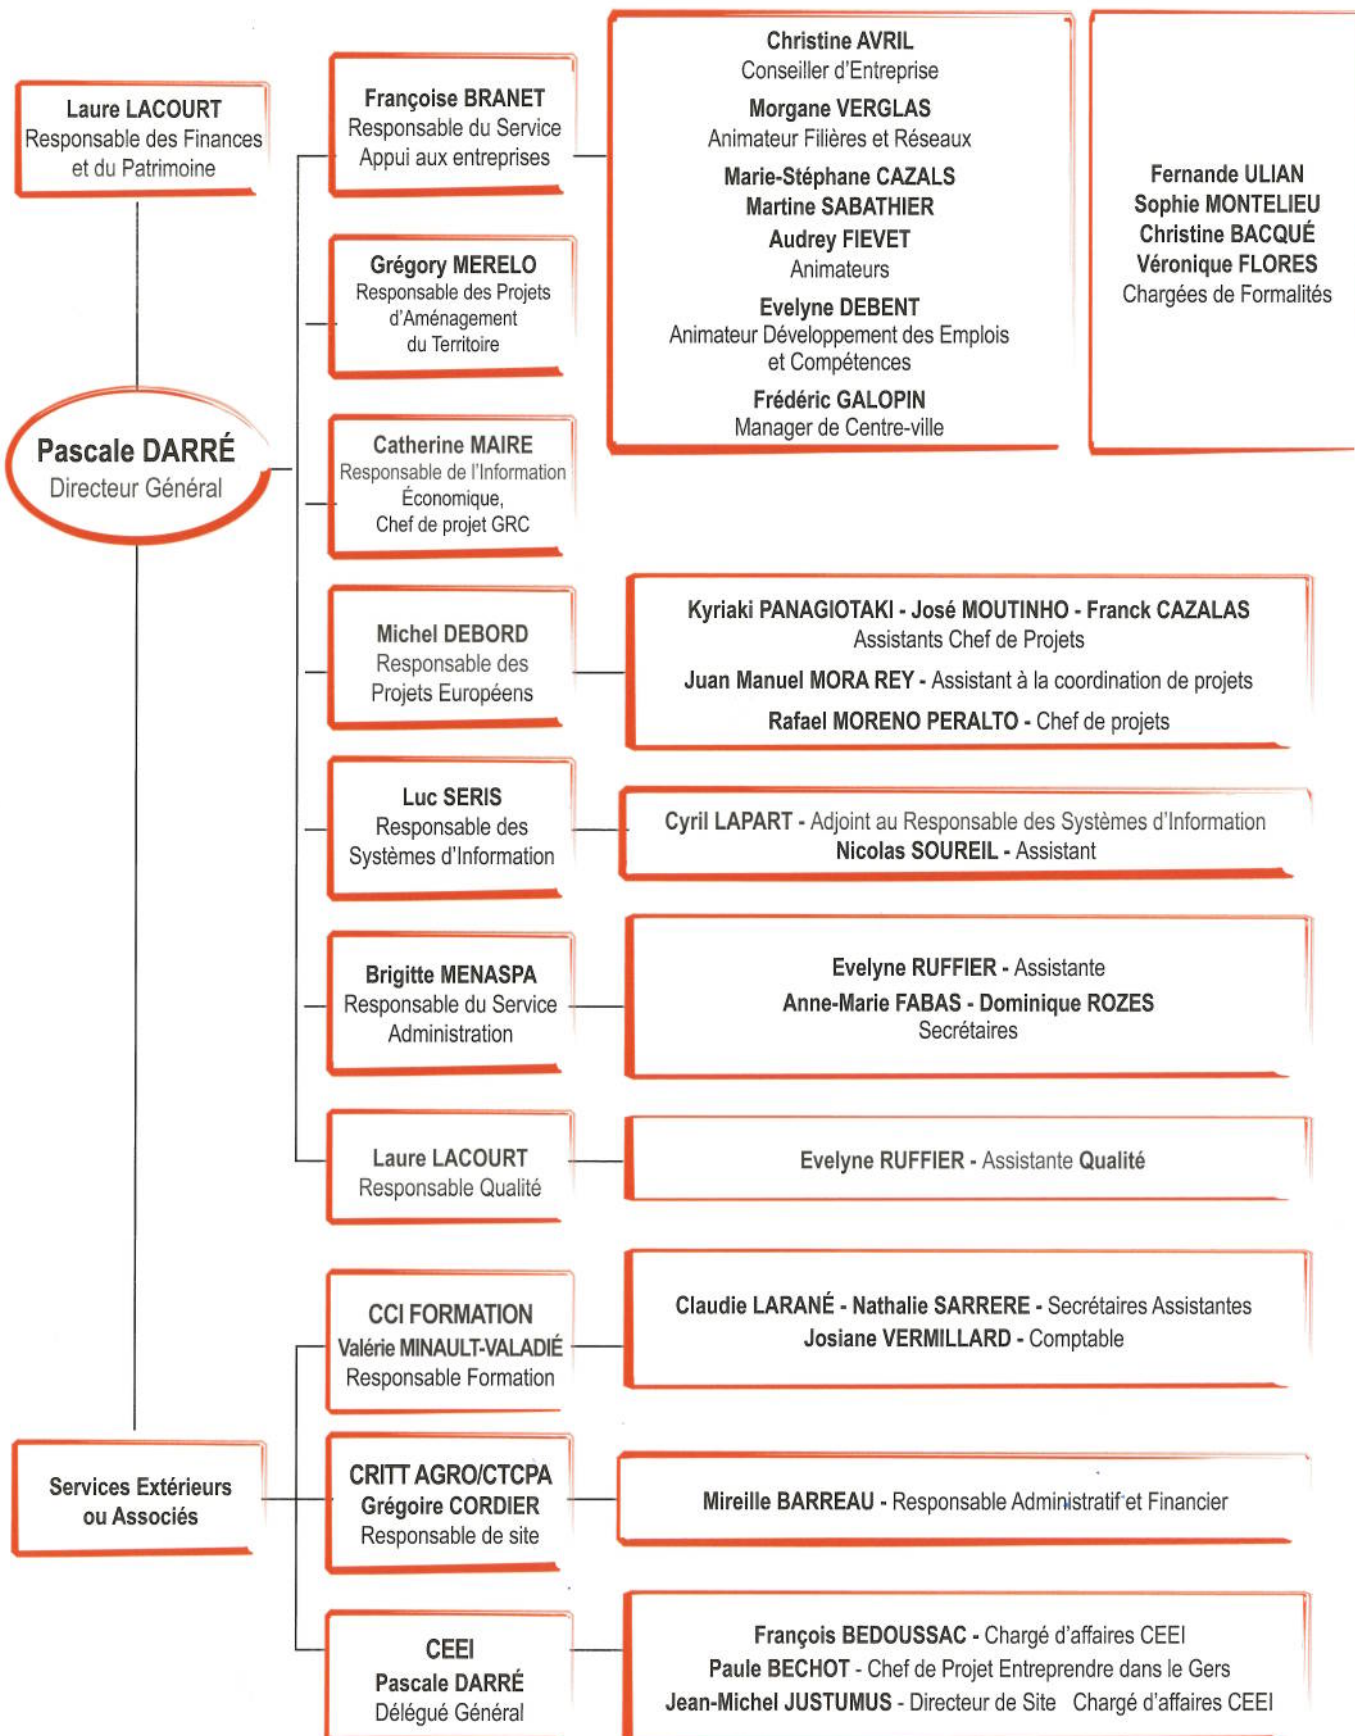 Laure LACOURT
Responsable des Finances
et du Patrimoine
Pascale DARRÉ
Directeur Général
Françoise BRANET
Responsable du Service
Appui aux entreprises
Christine AVRIL
Conseiller d'Entreprise
Morgane VERGLAS
Animateur Filières et Réseaux
Marie-Stéphane CAZALS
Martine SABATHIER
Audrey FIEVET
Animateurs
Evelyne DEBENT
Animateur Développement des Emplois
et Compétences
Frédéric GALOPIN
Manager de Centre-ville
Fernande ULIAN
Sophie MONTELIEU
Christine BACQUÉ
Véronique FLORES
Chargées de Formalités
Grégory MERELO
Responsable des Projets
d'Aménagement
du Territoire
Catherine MAIRE
Responsable de l'Information
Économique,
Chef de projet GRC
Michel DEBORD
Responsable des
Projets Européens
Kyriaki PANAGIOTAKI - José MOUTINHO - Franck CAZALAS
Assistants Chef de Projets
Juan Manuel MORA REY - Assistant à la coordination de projets
Rafael MORENO PERALTO - Chef de projets
Luc SERIS
Responsable des
Systèmes d'Information
Cyril LAPART - Adjoint au Responsable des Systèmes d'Information
Nicolas SOUREIL - Assistant
Brigitte MENASPA
Responsable du Service
Administration
Evelyne RUFFIER - Assistante
Anne-Marie FABAS - Dominique ROZES
Secrétaires
Laure LACOURT
Responsable Qualité
Evelyne RUFFIER - Assistante Qualité
Services Extérieurs
ou Associés
CCI FORMATION
Valérie MINAULT-VALADIÉ
Responsable Formation
Claudie LARANÉ - Nathalie SARRERE - Secrétaires Assistantes
Josiane VERMILLARD - Comptable
CRITT AGRO/CTCPA
Grégoire CORDIER
Responsable de site
Mireille BARREAU - Responsable Administratif et Financier
CEEI
Pascale DARRÉ
Délégué Général
François BEDOUSSAC - Chargé d'affaires CEEI
Paule BECHOT - Chef de Projet Entreprendre dans le Gers
Jean-Michel JUSTUMUS - Directeur de Site Chargé d'affaires CEEI